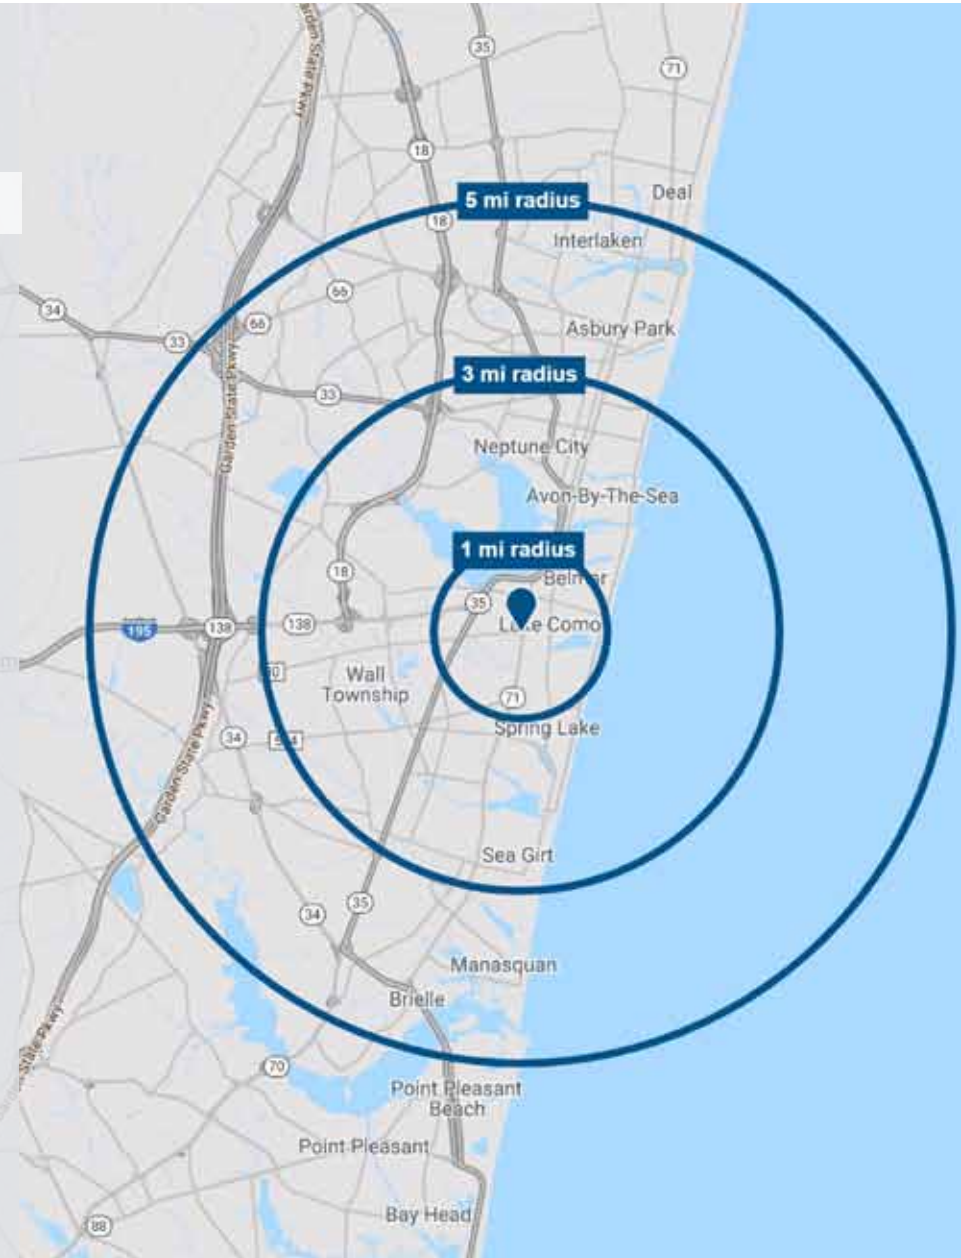 Garden State Pkwy
35
71
18
5 mi radius
Deal
18
Interlaken
66
34
66
Asbury Park
33
3 mi radius
33
Garden State Pkwy
Neptune City
Avon-By-The-Sea
1 mi radius
18
Belmar
35
195
138
138
Lake Como
Wall
Township
71
Spring Lake
34
Garden State Pkwy
Sea Girt
34
35
Manasquan
Brielle
State Pkwy
70
Point Pleasant
Beach
Point Pleasant
Bay Head
88